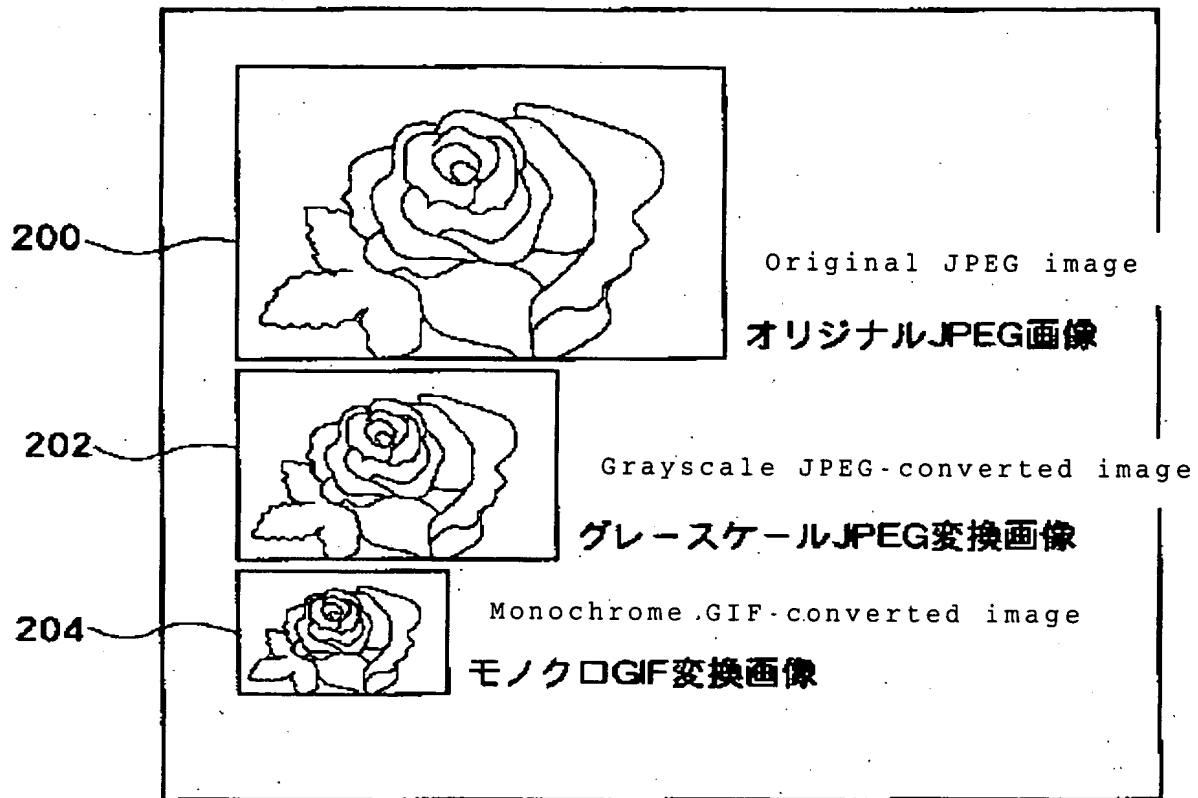 200
Original JPEG image
オリジナルJPEG画像
202
Grayscale JPEG-converted image
グレースケールJPEG変換画像
204
Monochrome GIF-converted image
モノクロGIF変換画像